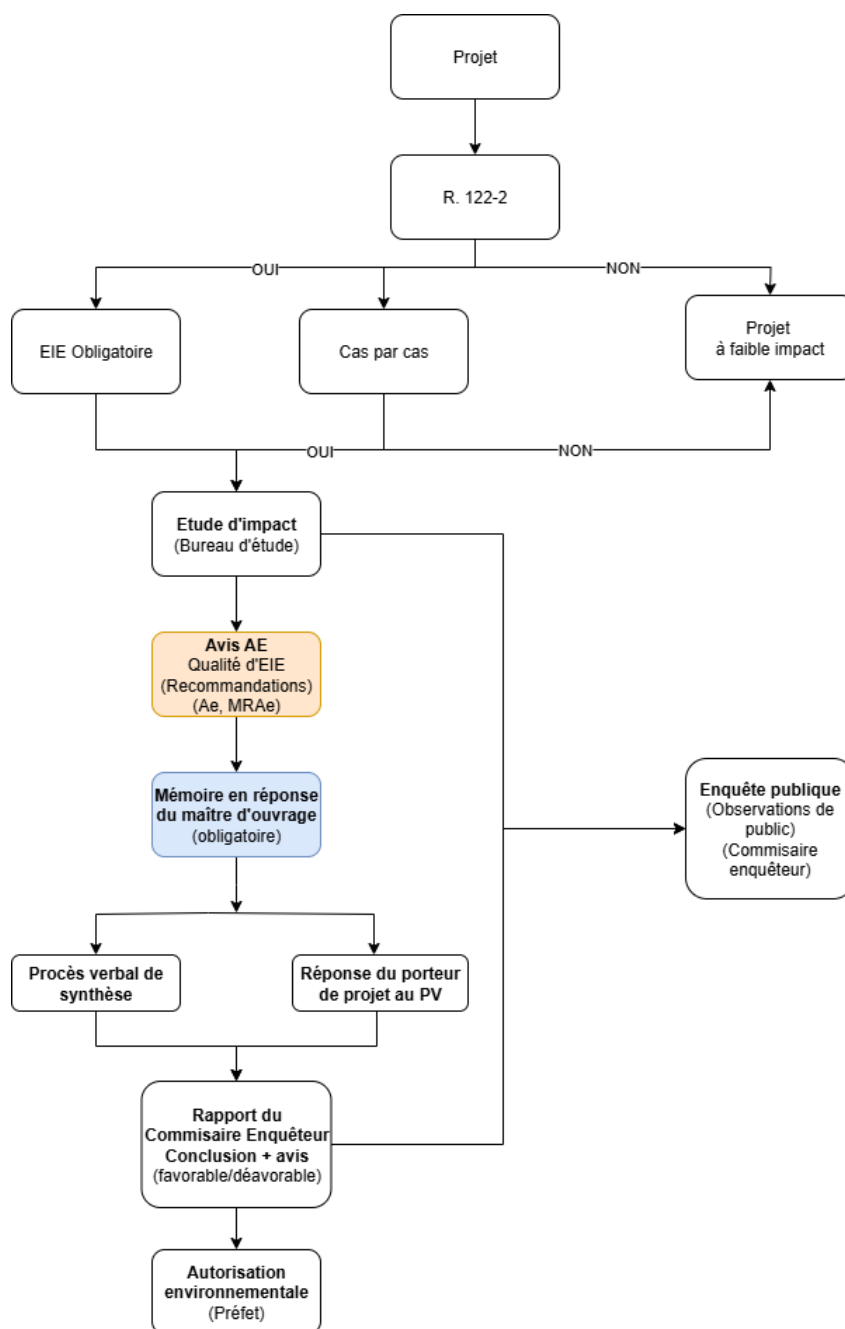 Projet
R. 122-2
OUI
NON
EIE Obligatoire
Cas par cas
Projet
à faible impact
OUI
NON
Etude d'impact
(Bureau d'étude)
Avis AE
Qualité d'EIE
(Recommandations)
(Ae, MRAe)
Mémoire en réponse
du maître d'ouvrage
(obligatoire)
Enquête publique
(Observations de
public)
(Commisaire
enquêteur)
Procès verbal de
synthèse
Réponse du porteur
de projet au PV
Rapport du
Commisaire Enquêteur
Conclusion + avis
(favorable/déavorable)
Autorisation
environnementale
(Préfet)